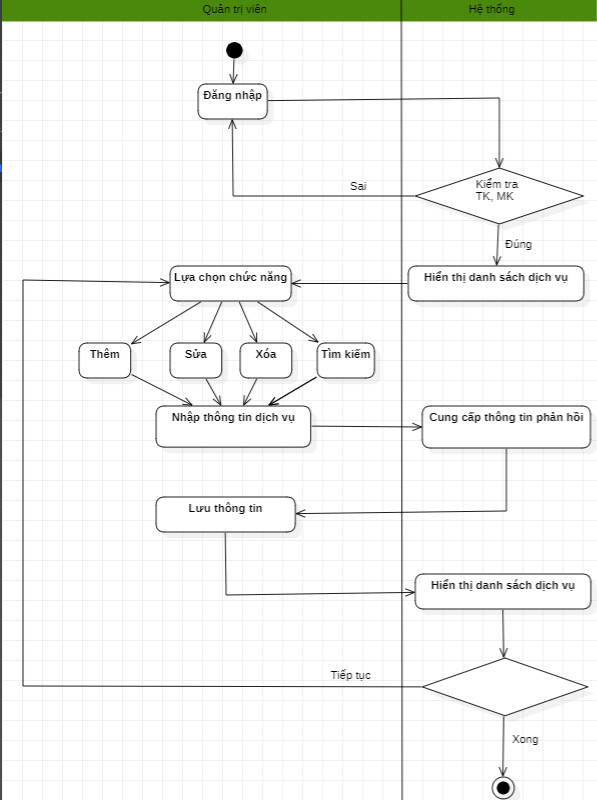 Quản trị viên
Hệ thống
Đăng nhập
Kiểm tra
TK, MK
Sai
Đúng
Lựa chọn chức năng
Hiển thị danh sách dịch vụ
Thêm
Sửa
Xóa
Tìm kiếm
Nhập thông tin dịch vụ
Cung cấp thông tin phản hồi
Lưu thông tin
Hiển thị danh sách dịch vụ
Tiếp tục
Xong